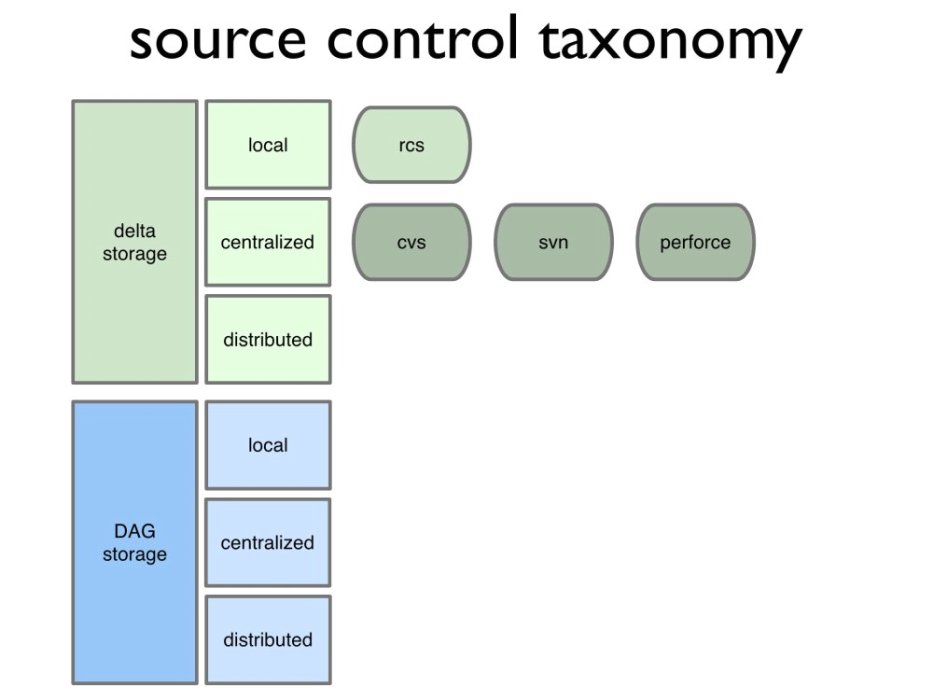 source control taxonomy
delta
storage
local
rcs
centralized
cvs
svn
perforce
distributed
DAG
storage
local
centralized
distributed